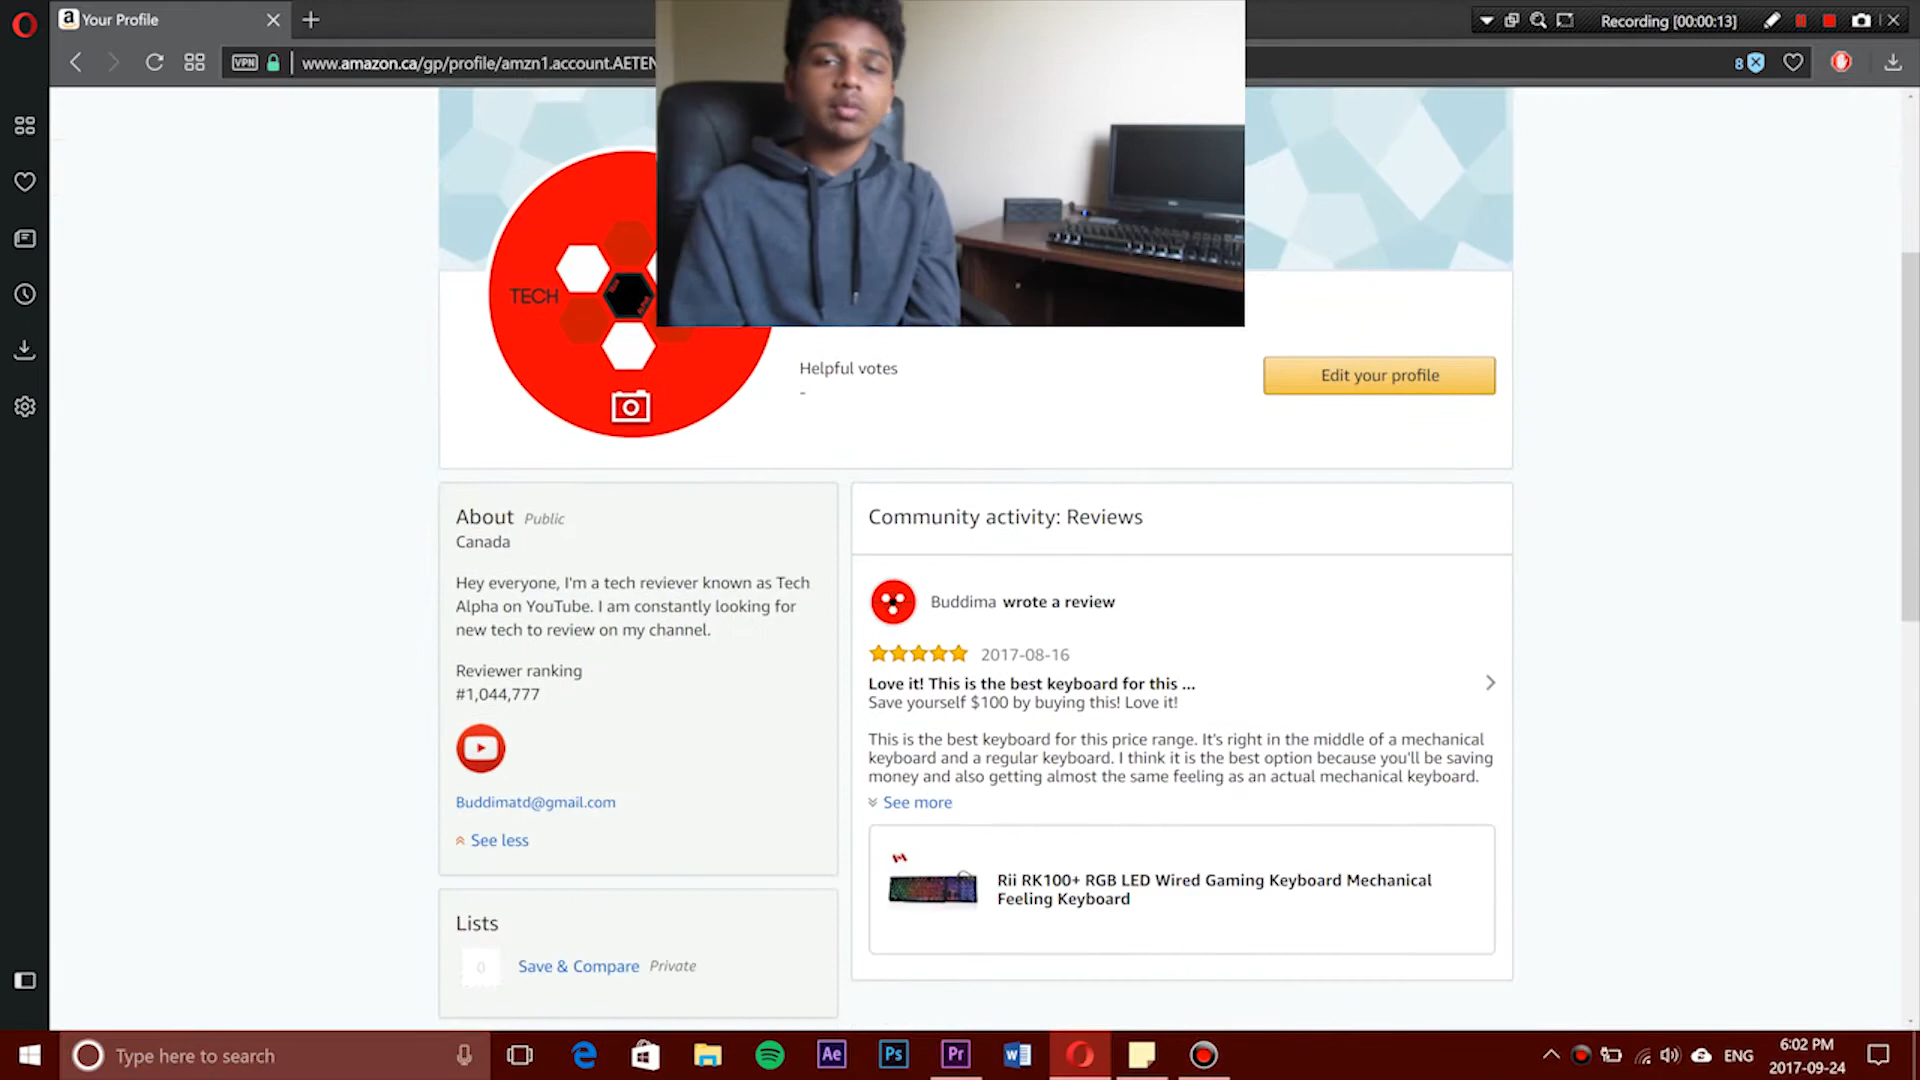 Your Profile
Recording [00:00:13]
VPN
www.amazon.ca/gp/profile/amzn1.account.AETEN
8
TECH
Helpful votes
-
Edit your profile
About Public
Canada
Hey everyone, I'm a tech reviever known as Tech
Alpha on YouTube. I am constantly looking for
new tech to review on my channel.
Reviewer ranking
#1,044,777
Buddimatd@gmail.com
See less
Lists
0
Save & Compare Private
Community activity: Reviews
Buddima wrote a review
2017-08-16
Love it! This is the best keyboard for this ...
Save yourself $100 by buying this! Love it!
This is the best keyboard for this price range. It's right in the middle of a mechanical
keyboard and a regular keyboard. I think it is the best option because you'll be saving
money and also getting almost the same feeling as an actual mechanical keyboard.
See more
Rii RK100+ RGB LED Wired Gaming Keyboard Mechanical
Feeling Keyboard
Type here to search
Ae
Ps
Pr
ENG
6:02 PM
2017-09-24